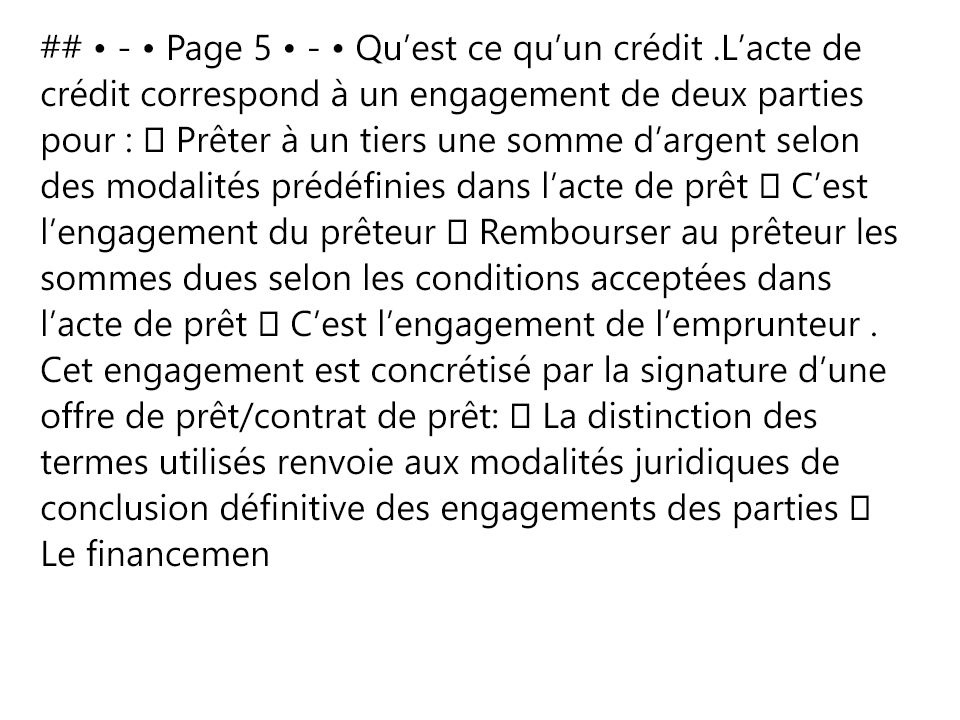 ## • - • Page 5 • - • Qu’est ce qu’un crédit .L’acte de
crédit correspond à un engagement de deux parties
pour : 􀂾 Prêter à un tiers une somme d’argent selon
des modalités prédéfinies dans l’acte de prêt 􀂾 C’est
l’engagement du prêteur 􀂾 Rembourser au prêteur les
sommes dues selon les conditions acceptées dans
l’acte de prêt 􀂾 C’est l’engagement de l’emprunteur .
Cet engagement est concrétisé par la signature d’une
offre de prêt/contrat de prêt: 􀂾 La distinction des
termes utilisés renvoie aux modalités juridiques de
conclusion définitive des engagements des parties 􀂾
Le financemen